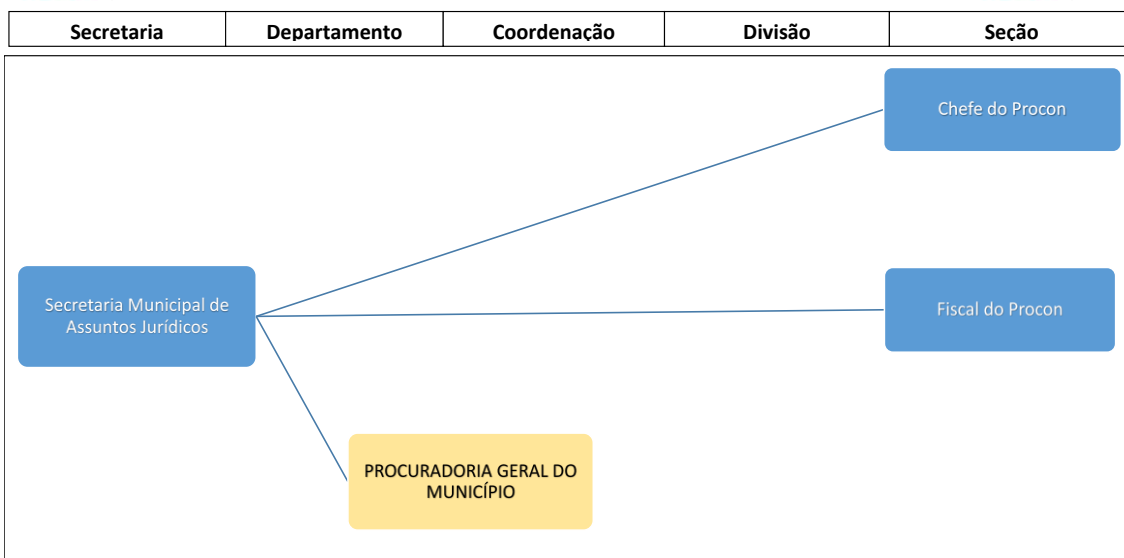 Secretaria Departamento Coordenação Divisão Seção
Chefe do Procon
Secretaria Municipal de
Assuntos Jurídicos
Fiscal do Procon
PROCURADORIA GERAL DO
MUNICÍPIO